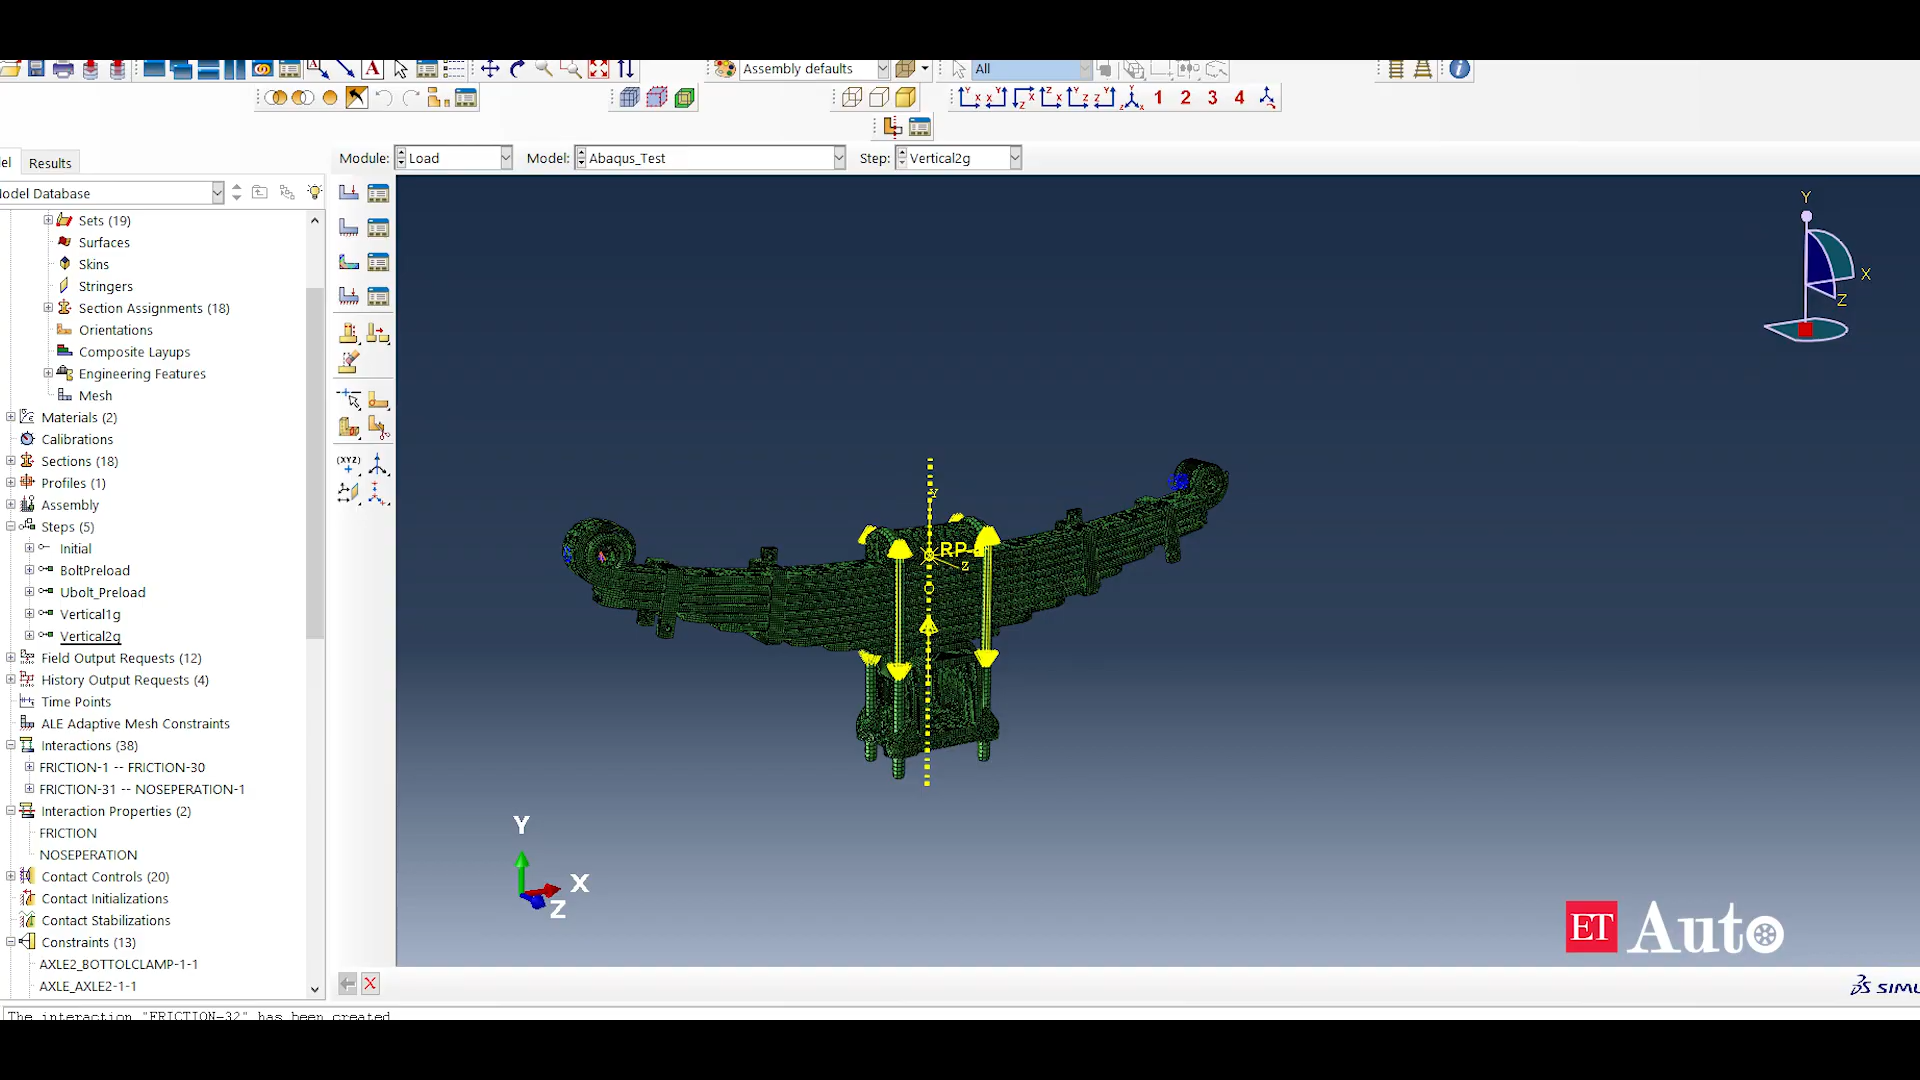 Assembly defaults
All
1 2 3 4
Module: Load Model: Abaqus_Test Step: Vertical2g
Results
Sets (19)
Surfaces
Skins
Stringers
Section Assignments (18)
Orientations
Composite Layups
Engineering Features
Mesh
Materials (2)
Calibrations
Sections (18)
Profiles (1)
Assembly
Steps (5)
Initial
BoltPreload
Ubolt_Preload
Vertical1g
Vertical2g
Field Output Requests (12)
History Output Requests (4)
Time Points
ALE Adaptive Mesh Constraints
Interactions (38)
FRICTION-1 -- FRICTION-30
FRICTION-31 -- NOSEPERATION-1
Interaction Properties (2)
FRICTION
NOSEPERATION
Contact Controls (20)
Contact Initializations
Contact Stabilizations
Constraints (13)
AXLE2_BOTTOLCLAMP-1-1
AXLE_AXLE2-1-1
(XYZ)
Y
X
Z
Y
RP-
Z
Y
X
Z
ET Auto
The interaction "FRICTION-32" has been created